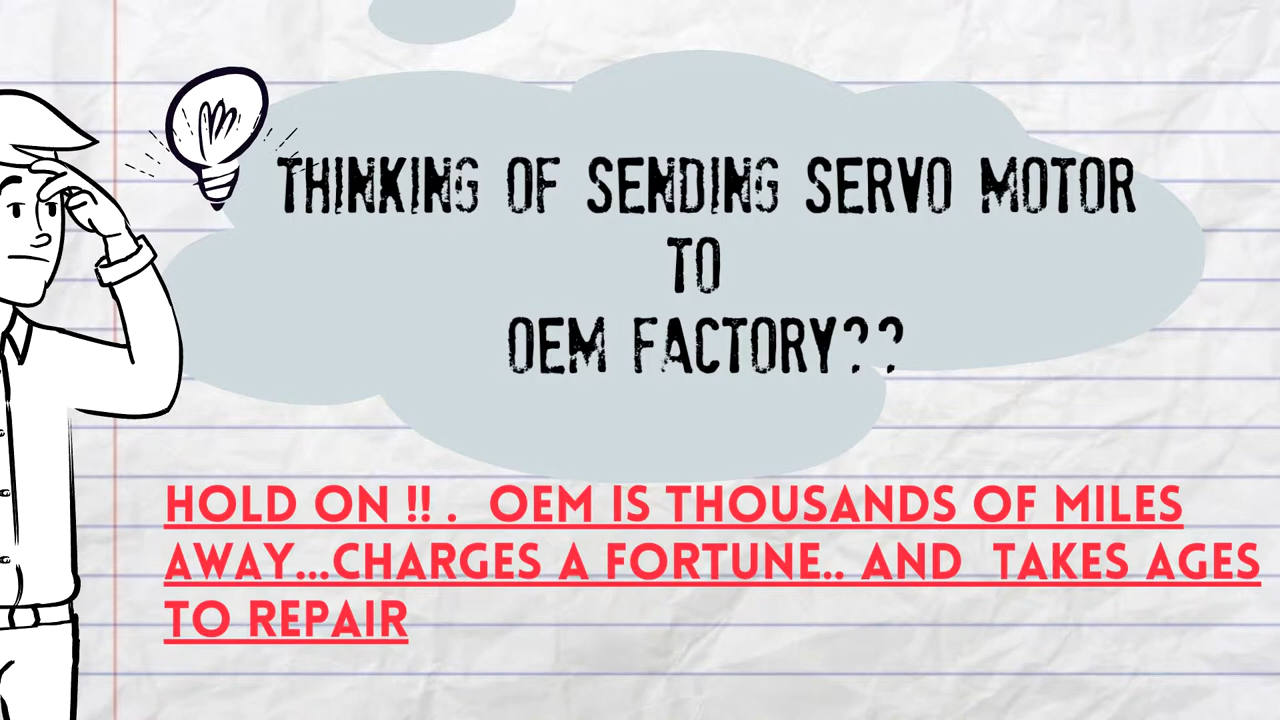 THINKING OF SENDING SERVO MOTOR
TO
OEM FACTORY??
HOLD ON !! . OEM IS THOUSANDS OF MILES
AWAY...CHARGES A FORTUNE.. AND TAKES AGES
TO REPAIR